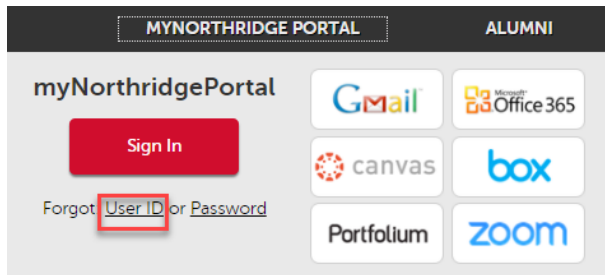 MYNORTHRIDGE PORTAL ALUMNI
myNorthridgePortal
Sign In
Forgot User ID or Password
Gmail
Microsoft Office 365
canvas
box
Portfolium
zoom